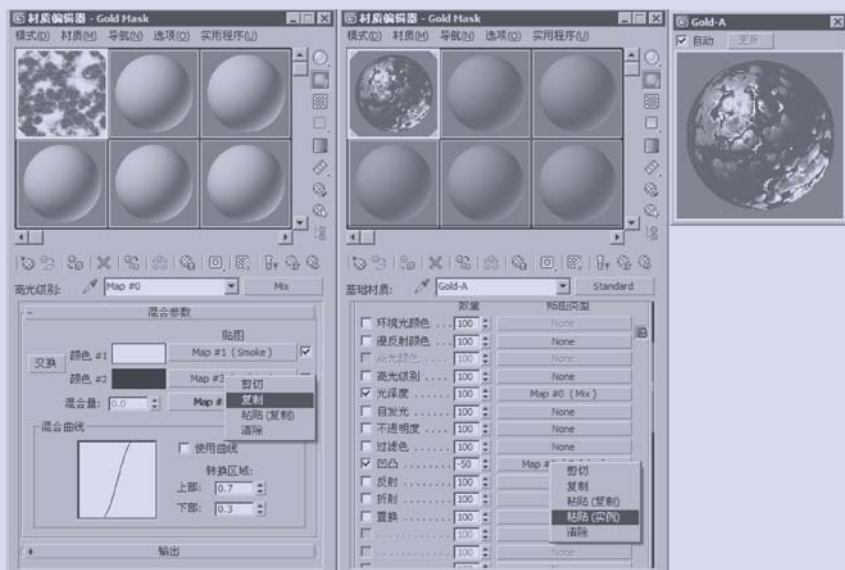 材质编辑器 - Gold Mask
模式(D) 材质(M) 导航(N) 选项(O) 实用程序(U)
高光级别: Map #0 Mix
混合参数
贴图
交换
颜色 #1 Map #1 ( Smoke )
颜色 #2 Map #3
混合量: 0.0 Map #
剪切
复制
粘贴 (复制)
清除
混合曲线
使用曲线
转换区域:
上部: 0.7
下部: 0.3
输出
材质编辑器 - Gold Mask
模式(D) 材质(M) 导航(N) 选项(O) 实用程序(U)
基础材质: Gold-A Standard
数量 贴图类型
环境光颜色 ... 100 None
漫反射颜色 ... 100 None
高光颜色 ..... 100 None
高光级别 .... 100 None
光泽度 ...... 100 Map #0 ( Mix )
自发光 ...... 100 None
不透明度 .... 100 None
过滤色 ...... 100 None
凹凸 ........ -50
反射 ........ 100
折射 ........ 100
置换 ........ 100
100
100 None
剪切
复制
粘贴 (复制)
粘贴 (实例)
清除
Gold-A
自动 更新